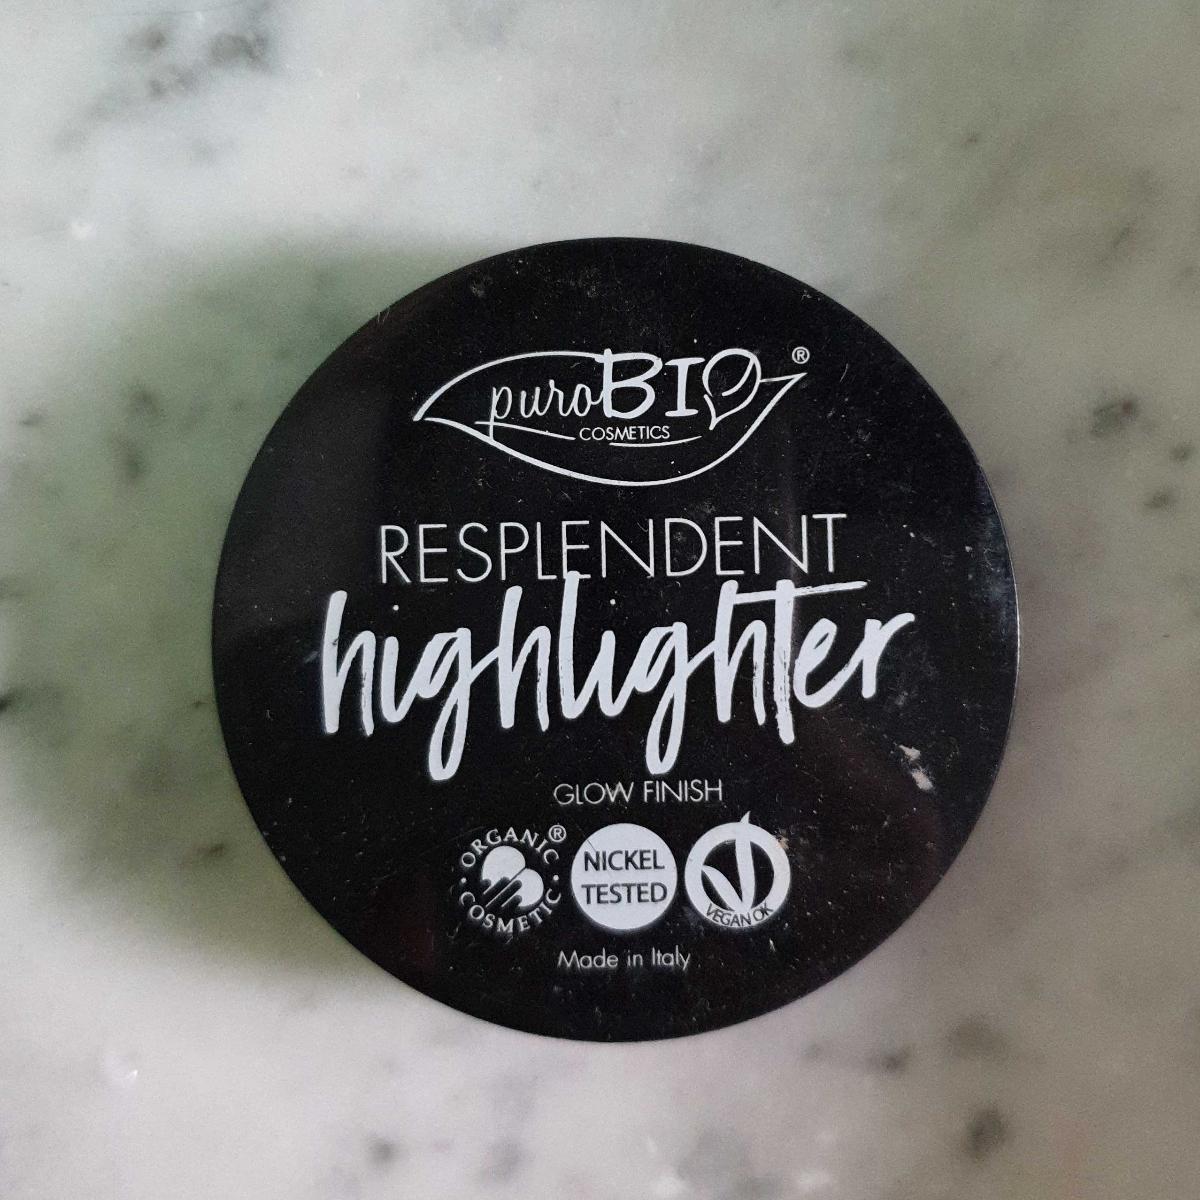 puroBIO®
COSMETICS
RESPLENDENT
highlighter
GLOW FINISH
ORGANIC®
COSMETIC
NICKEL
TESTED
VEGAN OK
Made in Italy